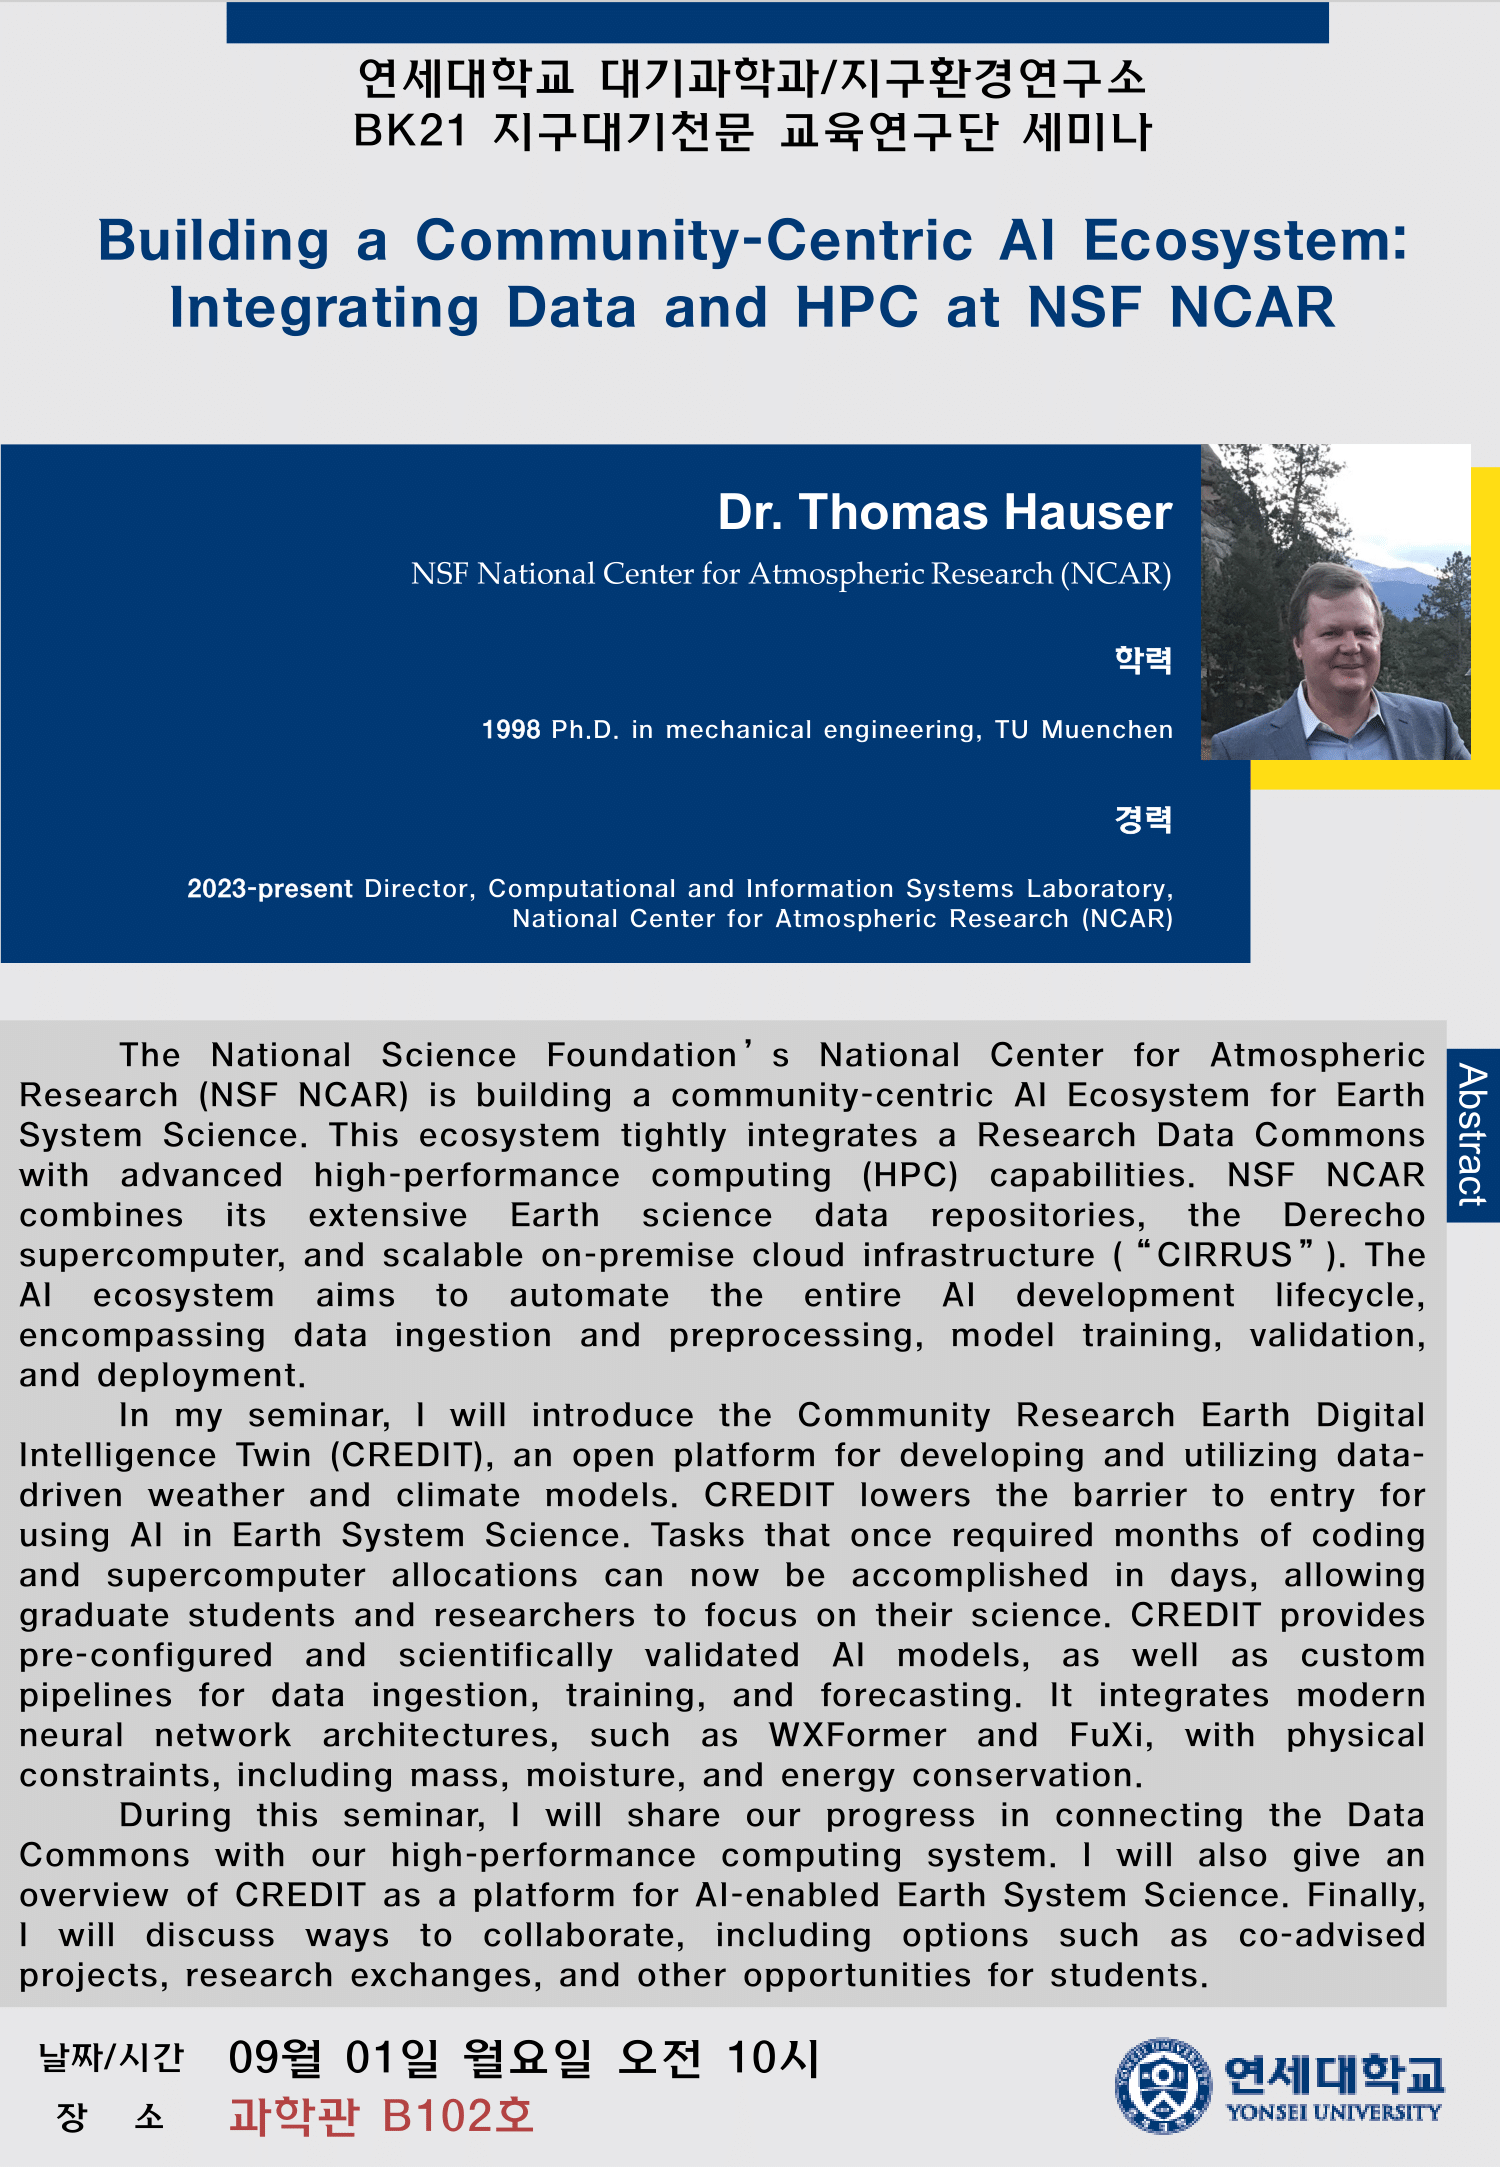 연세대학교 대기과학과/지구환경연구소
BK21 지구대기천문 교육연구단 세미나
Building a Community-Centric AI Ecosystem:
Integrating Data and HPC at NSF NCAR
Dr. Thomas Hauser
NSF National Center for Atmospheric Research (NCAR)
학력
1998 Ph.D. in mechanical engineering, TU Muenchen
경력
2023-present Director, Computational and Information Systems Laboratory,
National Center for Atmospheric Research (NCAR)
Abstract
The National Science Foundation’s National Center for Atmospheric
Research (NSF NCAR) is building a community-centric AI Ecosystem for Earth
System Science. This ecosystem tightly integrates a Research Data Commons
with advanced high-performance computing (HPC) capabilities. NSF NCAR
combines its extensive Earth science data repositories, the Derecho
supercomputer, and scalable on-premise cloud infrastructure (“CIRRUS”). The
AI ecosystem aims to automate the entire AI development lifecycle,
encompassing data ingestion and preprocessing, model training, validation,
and deployment.
In my seminar, I will introduce the Community Research Earth Digital
Intelligence Twin (CREDIT), an open platform for developing and utilizing data-
driven weather and climate models. CREDIT lowers the barrier to entry for
using AI in Earth System Science. Tasks that once required months of coding
and supercomputer allocations can now be accomplished in days, allowing
graduate students and researchers to focus on their science. CREDIT provides
pre-configured and scientifically validated AI models, as well as custom
pipelines for data ingestion, training, and forecasting. It integrates modern
neural network architectures, such as WXFormer and FuXi, with physical
constraints, including mass, moisture, and energy conservation.
During this seminar, I will share our progress in connecting the Data
Commons with our high-performance computing system. I will also give an
overview of CREDIT as a platform for AI-enabled Earth System Science. Finally,
I will discuss ways to collaborate, including options such as co-advised
projects, research exchanges, and other opportunities for students.
날짜/시간 09월 01일 월요일 오전 10시
장 소 과학관 B102호
연세대학교
YONSEI UNIVERSITY